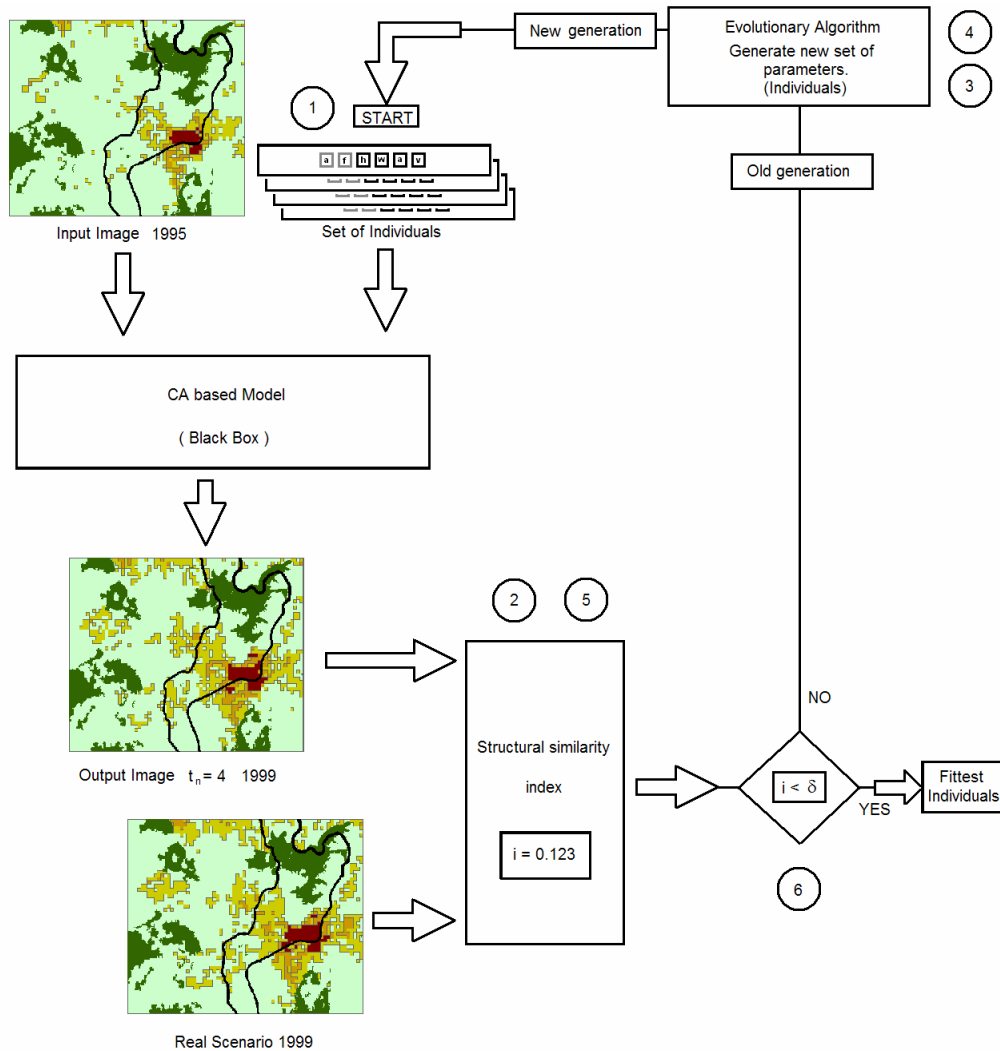 New generation
Evolutionary Algorithm
Generate new set of
parameters.
(Individuals)
4
3
1
START
a f h w a v
Old generation
Input Image 1995
Set of Individuals
CA based Model
( Black Box )
2
5
Output Image tn = 4 1999
Structural similarity
index
i = 0.123
NO
i < δ
YES
Fittest
Individuals
6
Real Scenario 1999